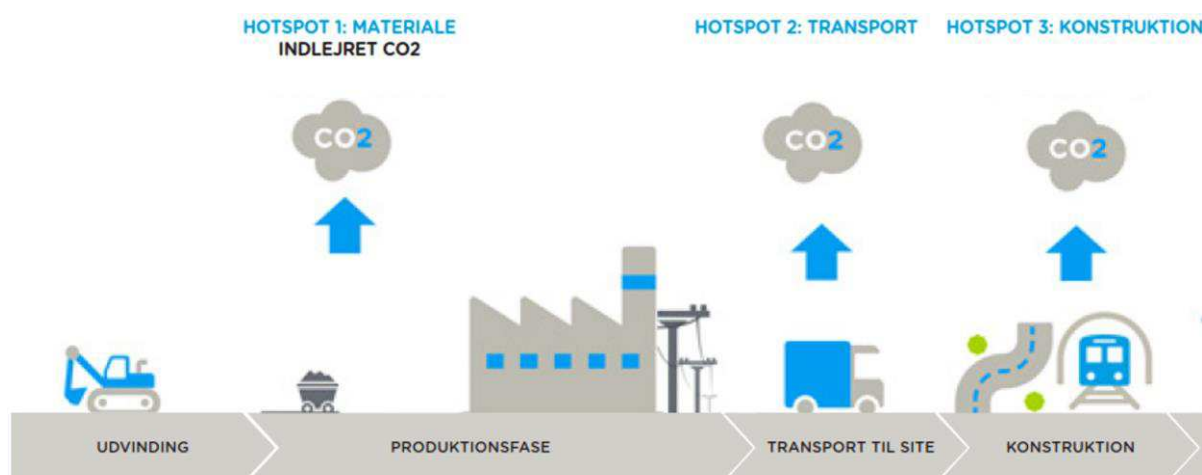 HOTSPOT 1: MATERIALE
INDLEJRET CO2
HOTSPOT 2: TRANSPORT
HOTSPOT 3: KONSTRUKTION
CO2
CO2
CO2
UDVINDING
PRODUKTIONSFASE
TRANSPORT TIL SITE
KONSTRUKTION